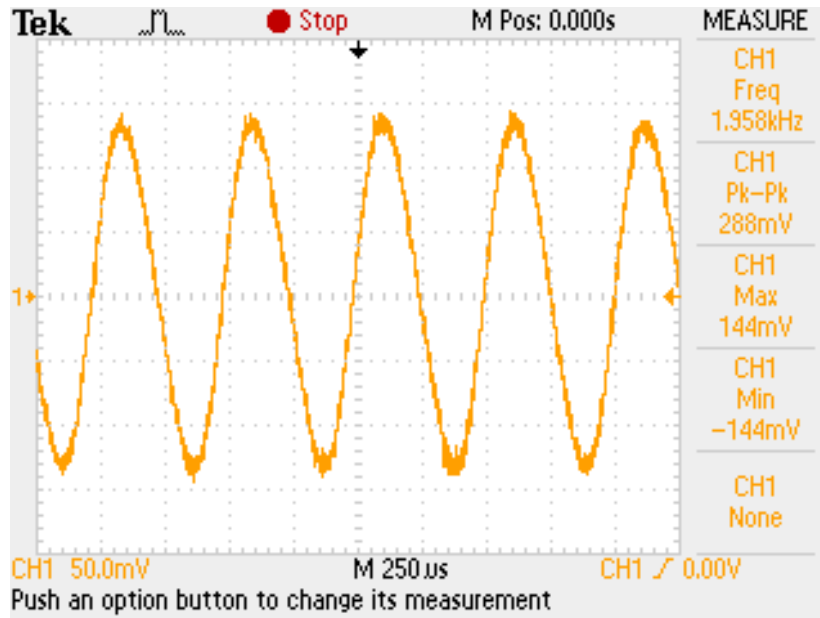 Tek Stop M Pos: 0.000s MEASURE
CH1
Freq
1.958kHz
CH1
Pk-Pk
288mV
CH1
Max
144mV
CH1
Min
-144mV
CH1
None
1
CH1 50.0mV M 250µs CH1 0.00V
Push an option button to change its measurement